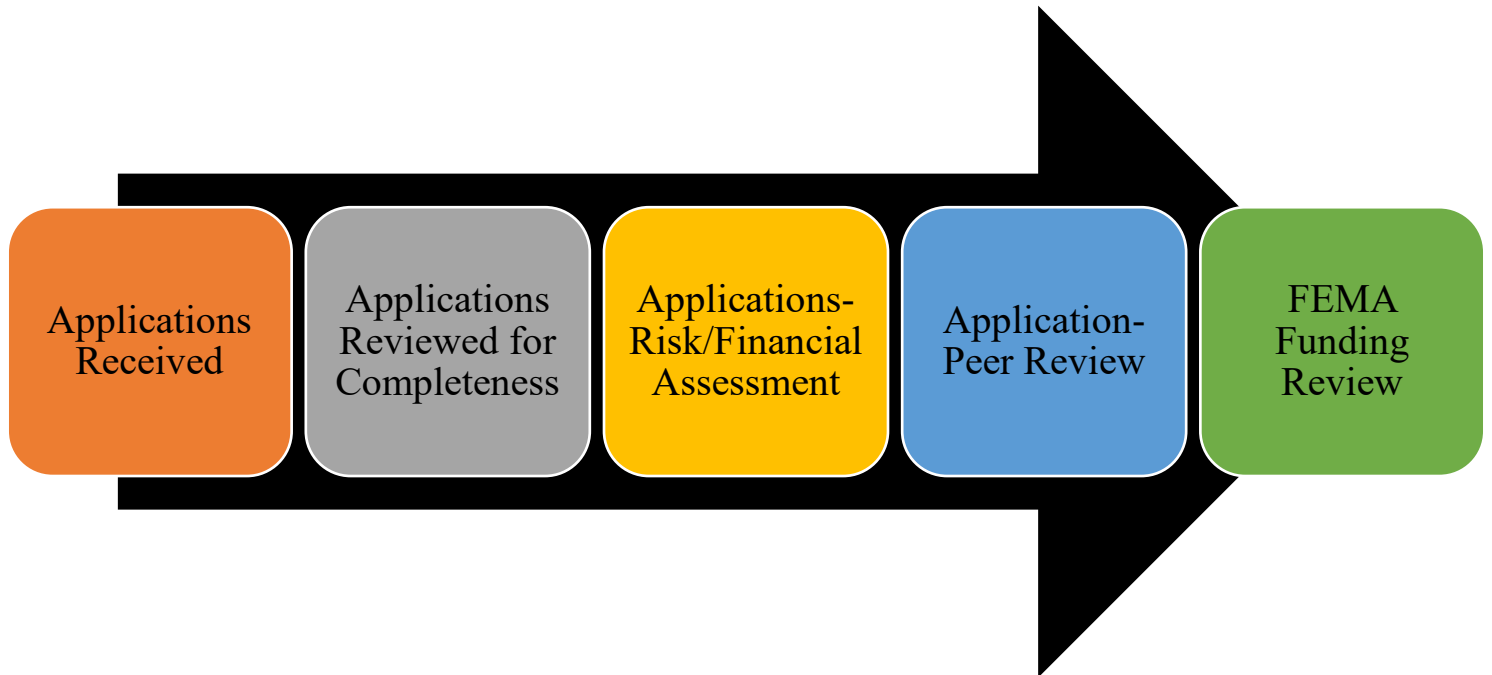 Applications
Received
Applications
Reviewed for
Completeness
Applications-
Risk/Financial
Assessment
Application-
Peer Review
FEMA
Funding
Review